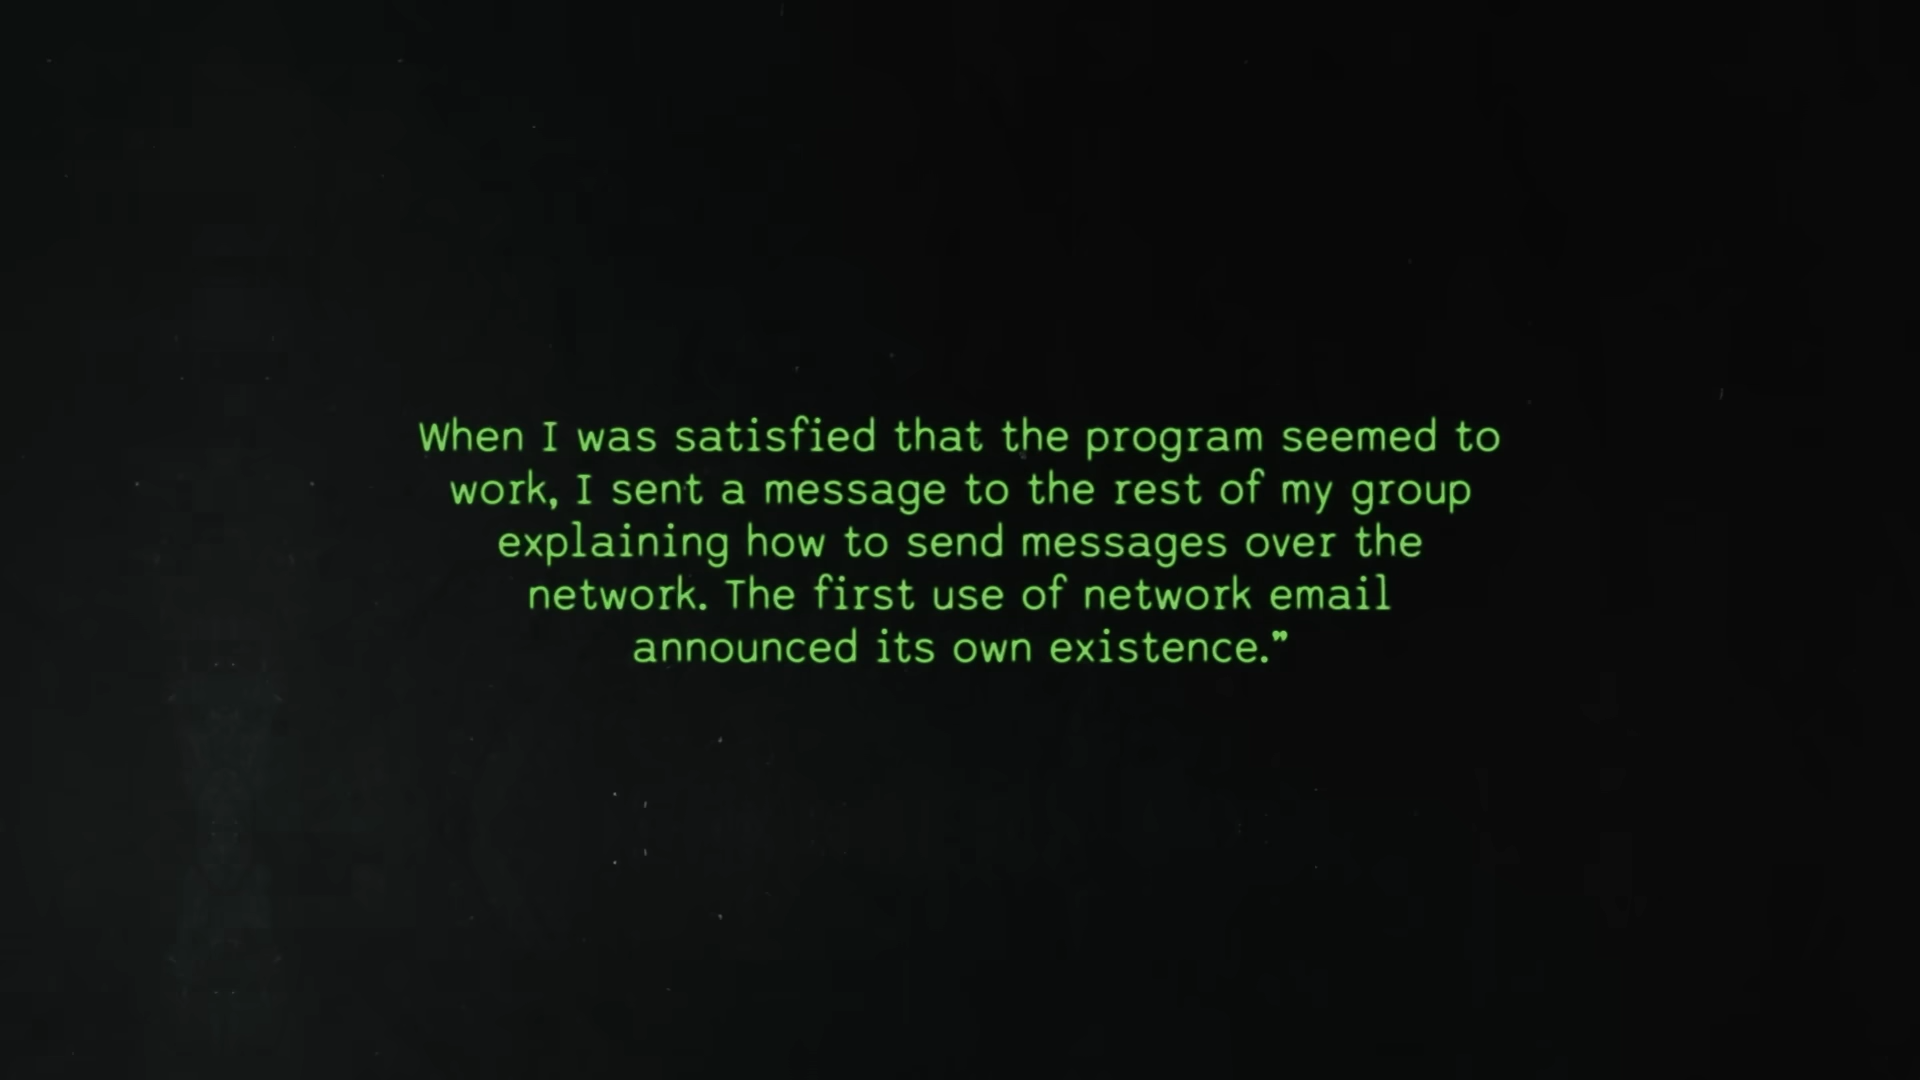 When I was satisfied that the program seemed to
work, I sent a message to the rest of my group
explaining how to send messages over the
network. The first use of network email
announced its own existence.”